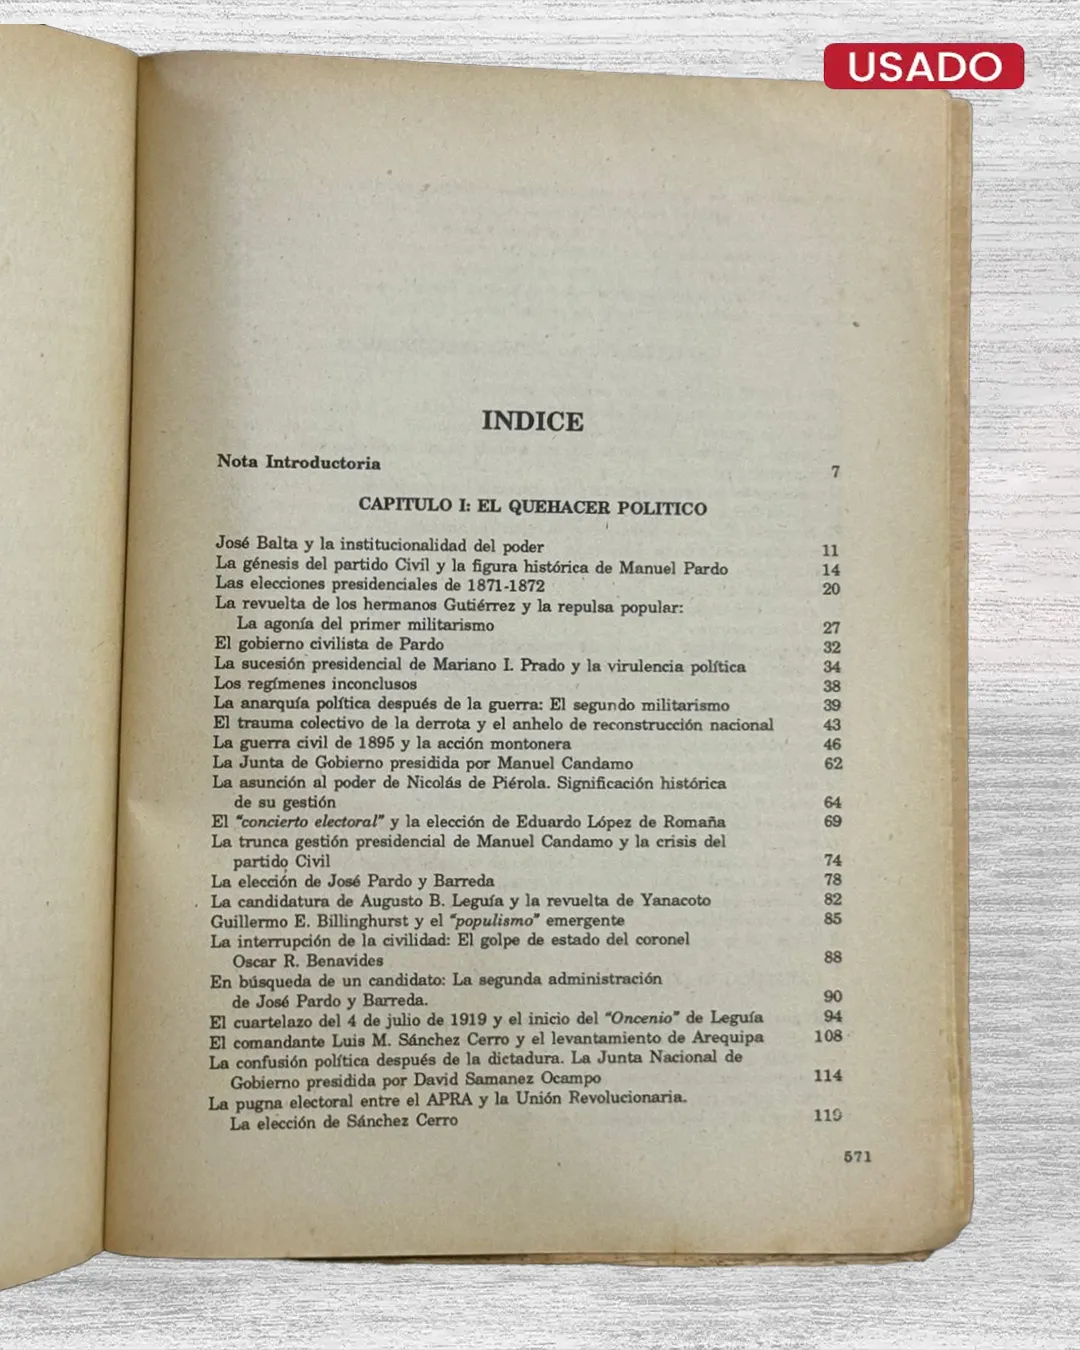 USADO
INDICE
Nota Introductoria 7
CAPITULO I: EL QUEHACER POLITICO
José Balta y la institucionalidad del poder 11
La génesis del partido Civil y la figura histórica de Manuel Pardo 14
Las elecciones presidenciales de 1871-1872 20
La revuelta de los hermanos Gutiérrez y la repulsa popular:
La agonía del primer militarismo 27
El gobierno civilista de Pardo 32
La sucesión presidencial de Mariano I. Prado y la virulencia política 34
Los regímenes inconclusos 38
La anarquía política después de la guerra: El segundo militarismo 39
El trauma colectivo de la derrota y el anhelo de reconstrucción nacional 43
La guerra civil de 1895 y la acción montonera 46
La Junta de Gobierno presidida por Manuel Candamo 62
La asunción al poder de Nicolás de Piérola. Significación histórica
de su gestión 64
El "concierto electoral" y la elección de Eduardo López de Romaña 69
La trunca gestión presidencial de Manuel Candamo y la crisis del
partido Civil 74
La elección de José Pardo y Barreda 78
La candidatura de Augusto B. Leguía y la revuelta de Yanacoto 82
Guillermo E. Billinghurst y el "populismo" emergente 85
La interrupción de la civilidad: El golpe de estado del coronel
Oscar R. Benavides 88
En búsqueda de un candidato: La segunda administración
de José Pardo y Barreda. 90
El cuartelazo del 4 de julio de 1919 y el inicio del "Oncenio" de Leguía 94
El comandante Luis M. Sánchez Cerro y el levantamiento de Arequipa 108
La confusión política después de la dictadura. La Junta Nacional de
Gobierno presidida por David Samanez Ocampo 114
La pugna electoral entre el APRA y la Unión Revolucionaria.
La elección de Sánchez Cerro 119
571